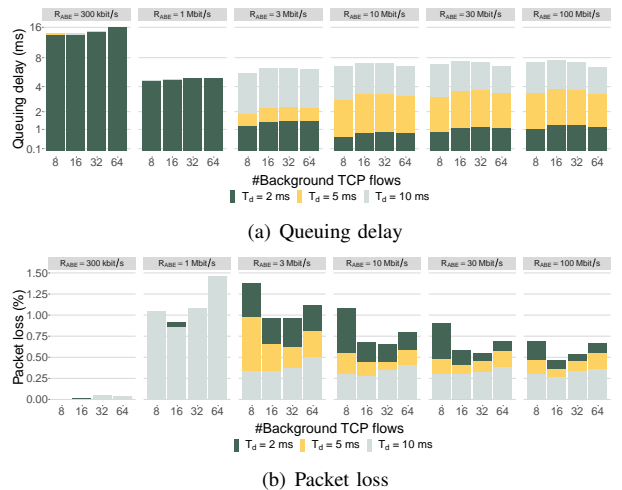 R_ABE = 300 kbit/s R_ABE = 1 Mbit/s R_ABE = 3 Mbit/s R_ABE = 10 Mbit/s R_ABE = 30 Mbit/s R_ABE = 100 Mbit/s
Queuing delay (ms)
16
8
4
2
1
0.1
8 16 32 64 8 16 32 64 8 16 32 64 8 16 32 64 8 16 32 64 8 16 32 64
#Background TCP flows
T_d = 2 ms T_d = 5 ms T_d = 10 ms
(a) Queuing delay
R_ABE = 300 kbit/s R_ABE = 1 Mbit/s R_ABE = 3 Mbit/s R_ABE = 10 Mbit/s R_ABE = 30 Mbit/s R_ABE = 100 Mbit/s
Packet loss (%)
1.50
1.25
1.00
0.75
0.50
0.25
0.00
8 16 32 64 8 16 32 64 8 16 32 64 8 16 32 64 8 16 32 64 8 16 32 64
#Background TCP flows
T_d = 2 ms T_d = 5 ms T_d = 10 ms
(b) Packet loss